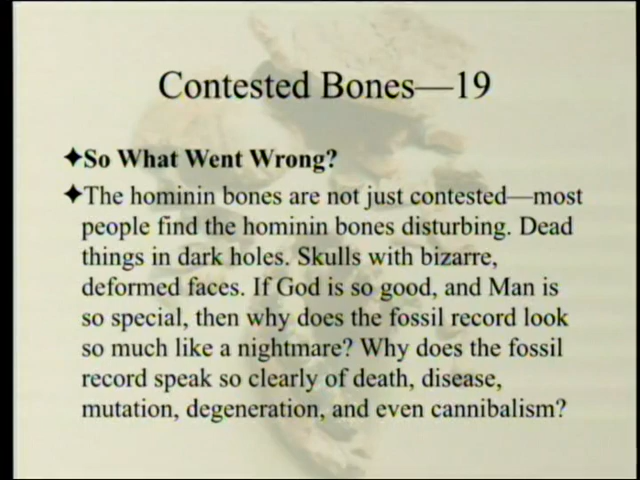 Contested Bones—19
✦So What Went Wrong?
✦The hominin bones are not just contested—most
people find the hominin bones disturbing. Dead
things in dark holes. Skulls with bizarre,
deformed faces. If God is so good, and Man is
so special, then why does the fossil record look
so much like a nightmare? Why does the fossil
record speak so clearly of death, disease,
mutation, degeneration, and even cannibalism?